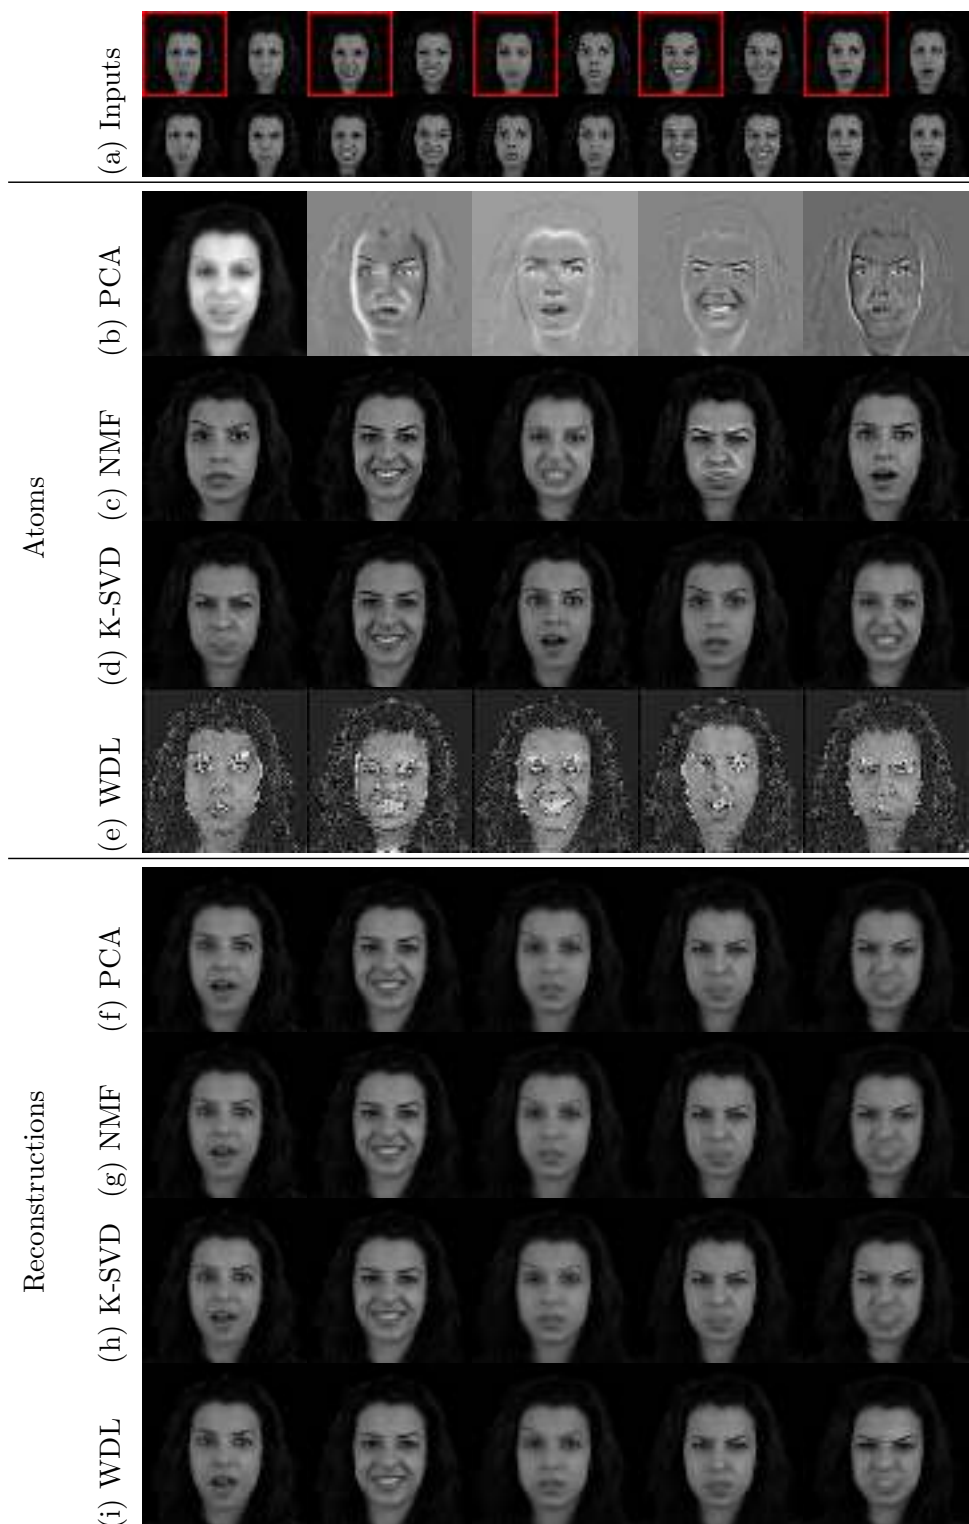 (a) Inputs
Atoms
(b) PCA
(c) NMF
(d) K-SVD
(e) WDL
Reconstructions
(f) PCA
(g) NMF
(h) K-SVD
(i) WDL